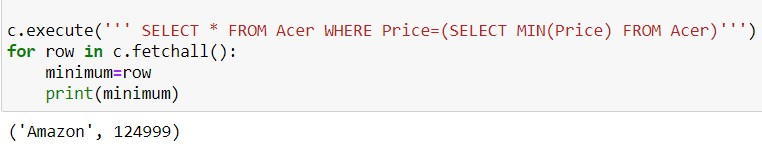 c.execute(''' SELECT * FROM Acer WHERE Price=(SELECT MIN(Price) FROM Acer)''')
for row in c.fetchall():
    minimum=row
    print(minimum)
('Amazon', 124999)